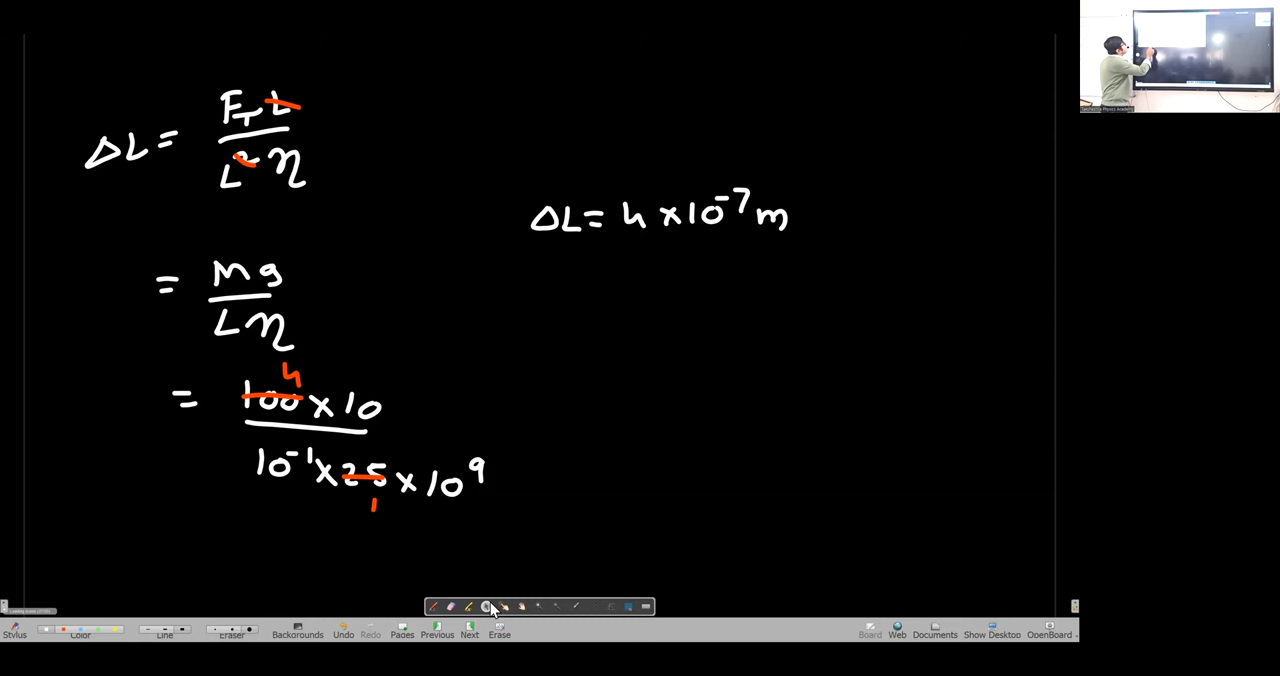 ΔL = F_T L / L² η
= Mg / Lη
= 100 × 10 / 10⁻¹ × 25 × 10⁹
4
1
ΔL = 4 × 10⁻⁷ m
Stylus Color Line Eraser Backgrounds Undo Redo Pages Previous Next Erase Board Web Documents Show Desktop OpenBoard